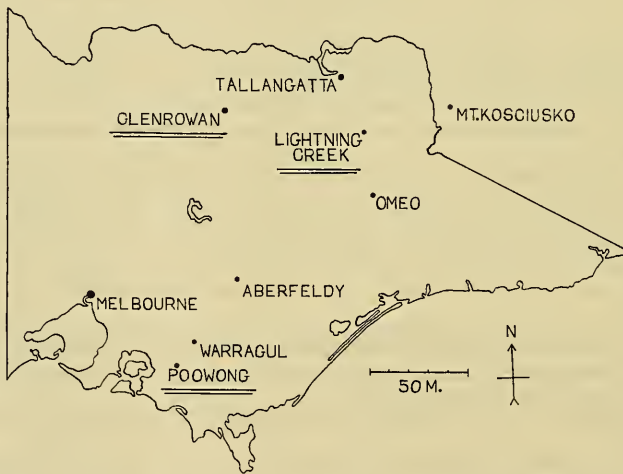 TALLANGATTA
GLENROWAN
MT.KOSCIUSKO
LIGHTNING
CREEK
OMEO
ABERFELDY
MELBOURNE
WARRAGUL
POOWONG
N
50 M.